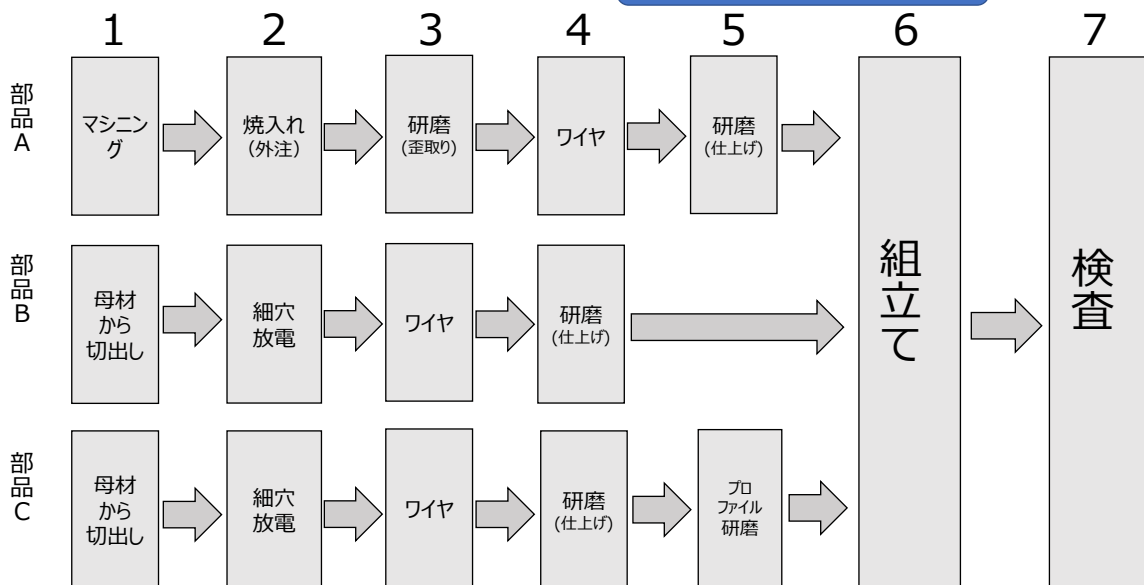 1 2 3 4 5 6 7
部品A
マシニン
グ
焼入れ
(外注)
研磨
(歪取り)
ワイヤ
研磨
(仕上げ)
部品B
母材
から
切出し
細穴
放電
ワイヤ
研磨
(仕上げ)
部品C
母材
から
切出し
細穴
放電
ワイヤ
研磨
(仕上げ)
プロ
ファイル
研磨
組立て
検査